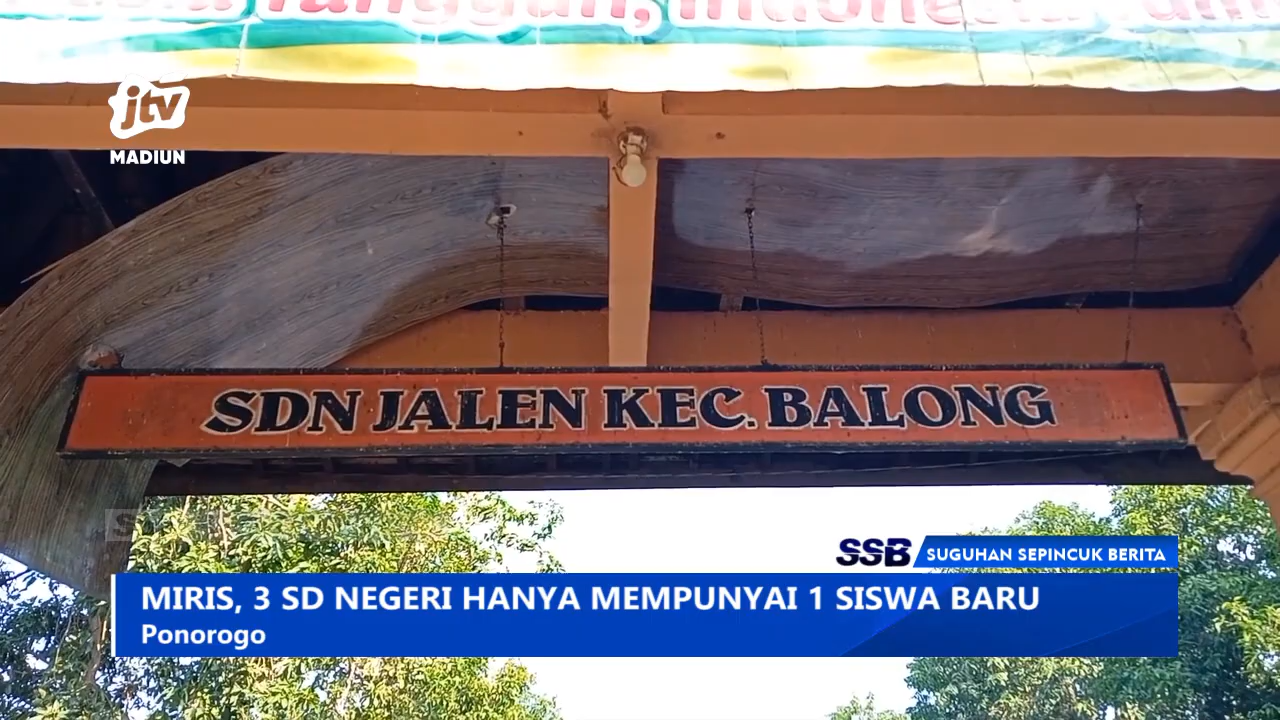 jtv
MADIUN
SDN JALEN KEC. BALONG
SSB SUGUHAN SEPINCUK BERITA
MIRIS, 3 SD NEGERI HANYA MEMPUNYAI 1 SISWA BARU
Ponorogo